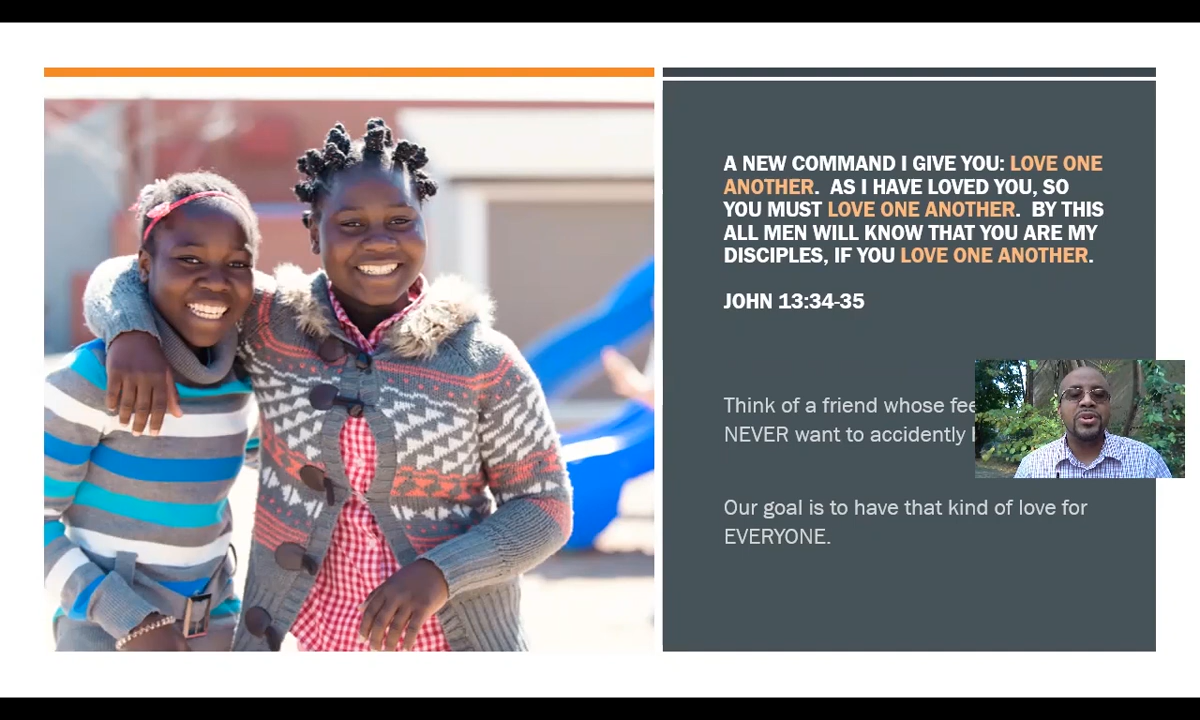 A NEW COMMAND I GIVE YOU: LOVE ONE
ANOTHER. AS I HAVE LOVED YOU, SO
YOU MUST LOVE ONE ANOTHER. BY THIS
ALL MEN WILL KNOW THAT YOU ARE MY
DISCIPLES, IF YOU LOVE ONE ANOTHER.
JOHN 13:34-35
Think of a friend whose
NEVER want to accidently
Our goal is to have that kind of love for
EVERYONE.